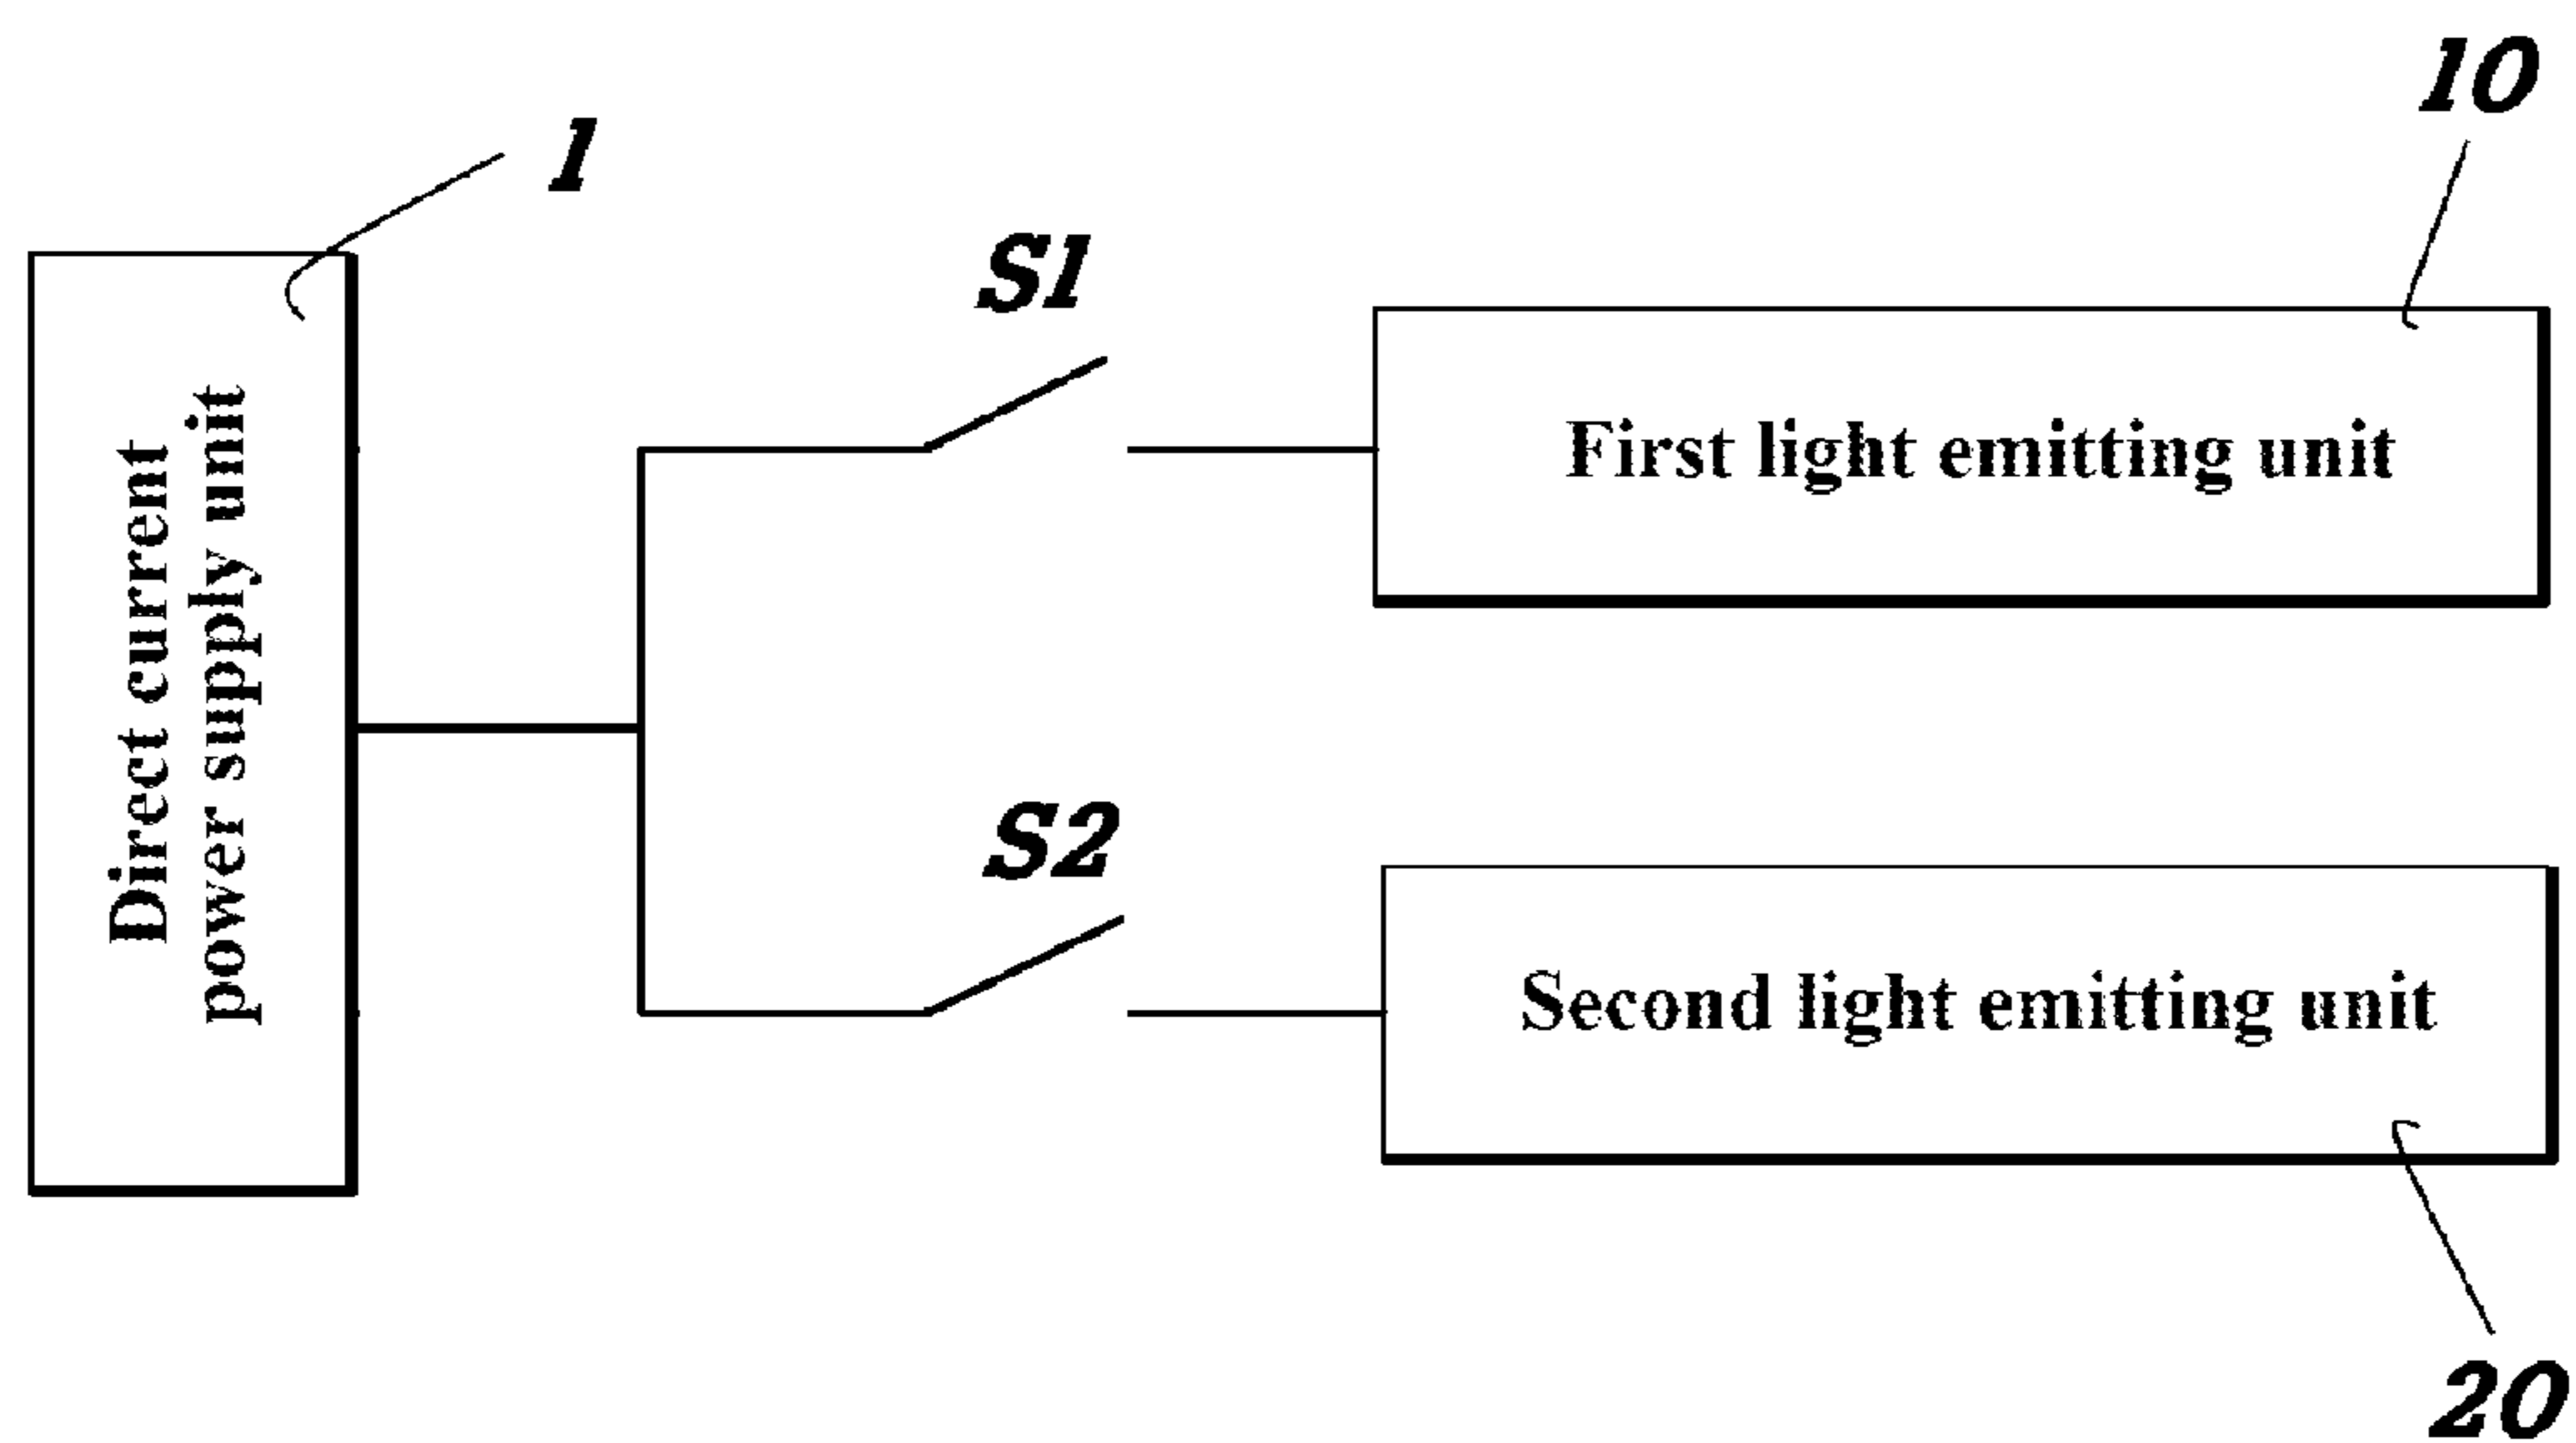 10
1
S1
First light emitting unit
Direct current
power supply unit
S2
Second light emitting unit
20